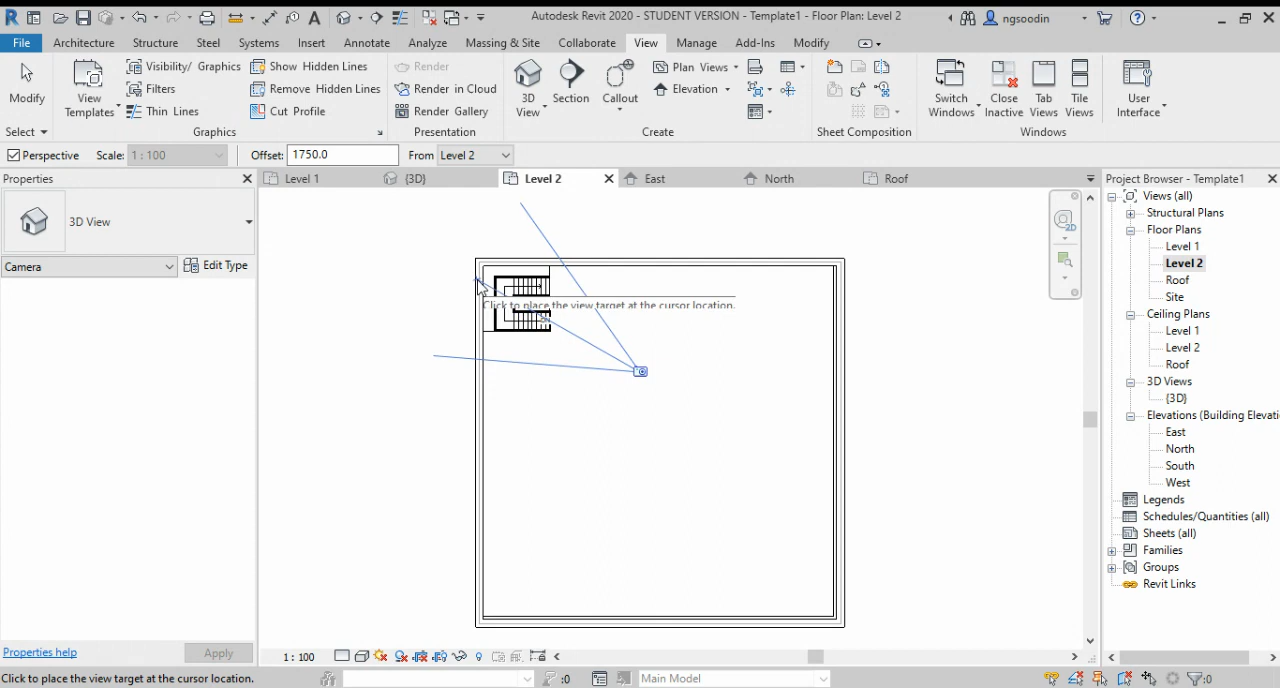 Autodesk Revit 2020 - STUDENT VERSION - Template1 - Floor Plan: Level 2
ngsoodin
File Architecture Structure Steel Systems Insert Annotate Analyze Massing & Site Collaborate View Manage Add-Ins Modify
Modify
View Templates
Visibility/ Graphics
Filters
Thin Lines
Show Hidden Lines
Remove Hidden Lines
Cut Profile
Render
Render in Cloud
Render Gallery
3D View
Section
Callout
Plan Views
Elevation
Switch Windows
Close Inactive
Tab Views
Tile Views
User Interface
Select Graphics Presentation Create Sheet Composition Windows
Perspective Scale: 1 : 100 Offset: 1750.0 From Level 2
Properties
3D View
Camera
Edit Type
Level 1 {3D} Level 2 East North Roof
Click to place the view target at the cursor location.
2D
Project Browser - Template1
Views (all)
Structural Plans
Floor Plans
Level 1
Level 2
Roof
Site
Ceiling Plans
Level 1
Level 2
Roof
3D Views
{3D}
Elevations (Building Elevati
East
North
South
West
Legends
Schedules/Quantities (all)
Sheets (all)
Families
Groups
Revit Links
Properties help
Apply
1 : 100
Click to place the view target at the cursor location.
:0
Main Model
:0